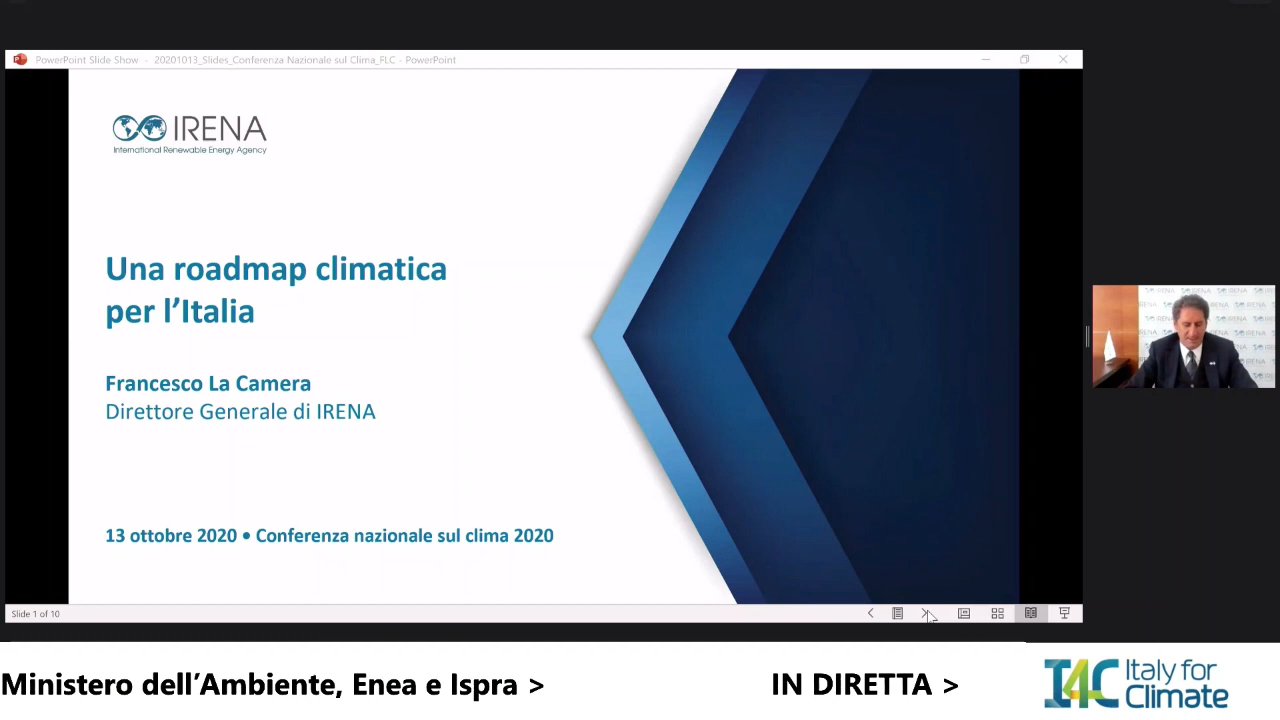 PowerPoint Slide Show - 20201013_Slides_Conferenza Nazionale sul Clima_FLC - PowerPoint
IRENA
International Renewable Energy Agency
Una roadmap climatica
per l'Italia
Francesco La Camera
Direttore Generale di IRENA
13 ottobre 2020 • Conferenza nazionale sul clima 2020
IRENA
Slide 1 of 10
Ministero dell'Ambiente, Enea e Ispra >
IN DIRETTA >
I4C Italy for
Climate